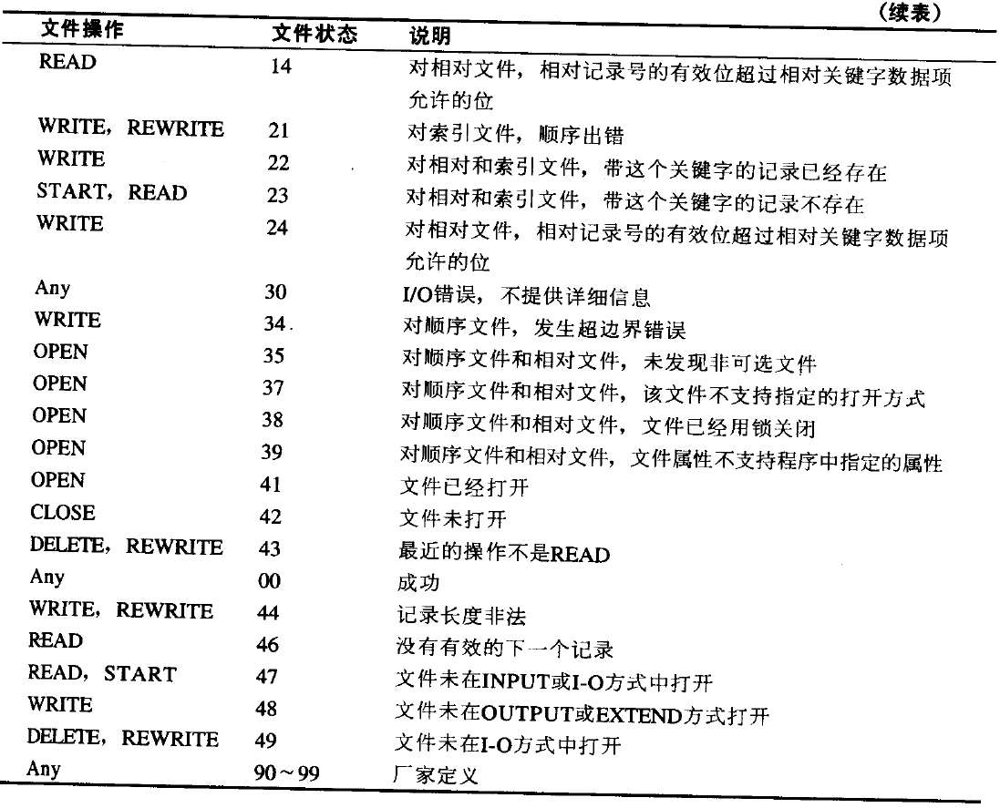 （续表）
文件操作 文件状态 说明
READ 14 对相对文件，相对记录号的有效位超过相对关键字数据项
允许的位
WRITE，REWRITE 21 对索引文件，顺序出错
WRITE 22 对相对和索引文件，带这个关键字的记录已经存在
START，READ 23 对相对和索引文件，带这个关键字的记录不存在
WRITE 24 对相对文件，相对记录号的有效位超过相对关键字数据项
允许的位
Any 30 I/O错误，不提供详细信息
WRITE 34 对顺序文件，发生超边界错误
OPEN 35 对顺序文件和相对文件，未发现非可选文件
OPEN 37 对顺序文件和相对文件，该文件不支持指定的打开方式
OPEN 38 对顺序文件和相对文件，文件已经用锁关闭
OPEN 39 对顺序文件和相对文件，文件属性不支持程序中指定的属性
OPEN 41 文件已经打开
CLOSE 42 文件未打开
DELETE，REWRITE 43 最近的操作不是READ
Any 00 成功
WRITE，REWRITE 44 记录长度非法
READ 46 没有有效的下一个记录
READ，START 47 文件未在INPUT或I-O方式中打开
WRITE 48 文件未在OUTPUT或EXTEND方式打开
DELETE，REWRITE 49 文件未在I-O方式中打开
Any 90～99 厂家定义